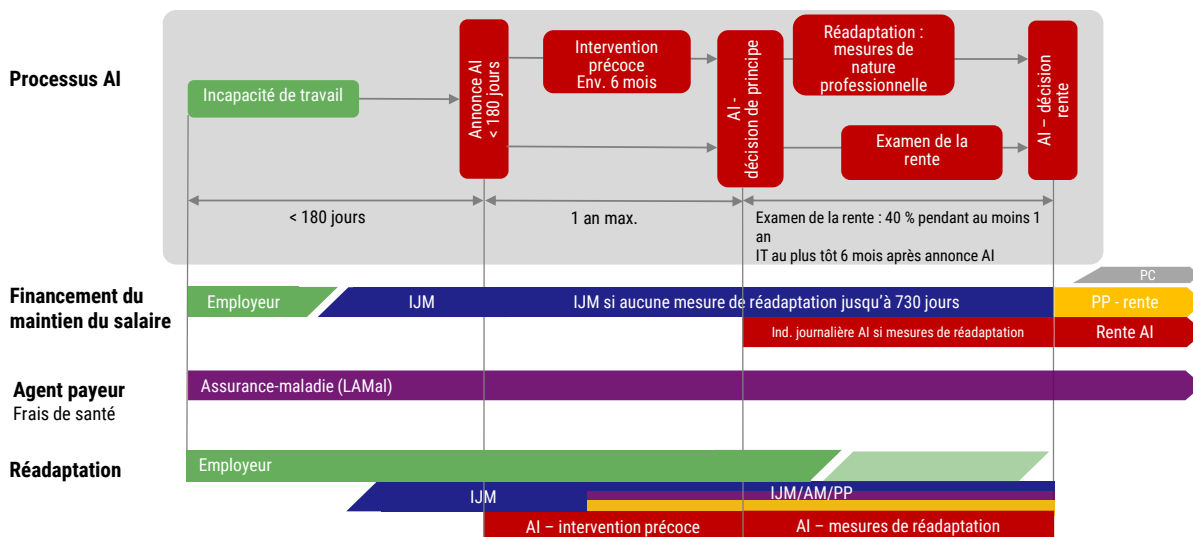 Processus AI
Incapacité de travail
Annonce AI
< 180 jours
Intervention
précoce
Env. 6 mois
AI -
décision de principe
Réadaptation :
mesures de
nature
professionnelle
Examen de la
rente
AI – décision
rente
< 180 jours
1 an max.
Examen de la rente : 40 % pendant au moins 1
an
IT au plus tôt 6 mois après annonce AI
PC
Financement du
maintien du salaire
Employeur
IJM
IJM si aucune mesure de réadaptation jusqu'à 730 jours
PP - rente
Ind. journalière AI si mesures de réadaptation
Rente AI
Agent payeur
Frais de santé
Assurance-maladie (LAMal)
Réadaptation
Employeur
IJM
IJM/AM/PP
AI – intervention précoce
AI – mesures de réadaptation